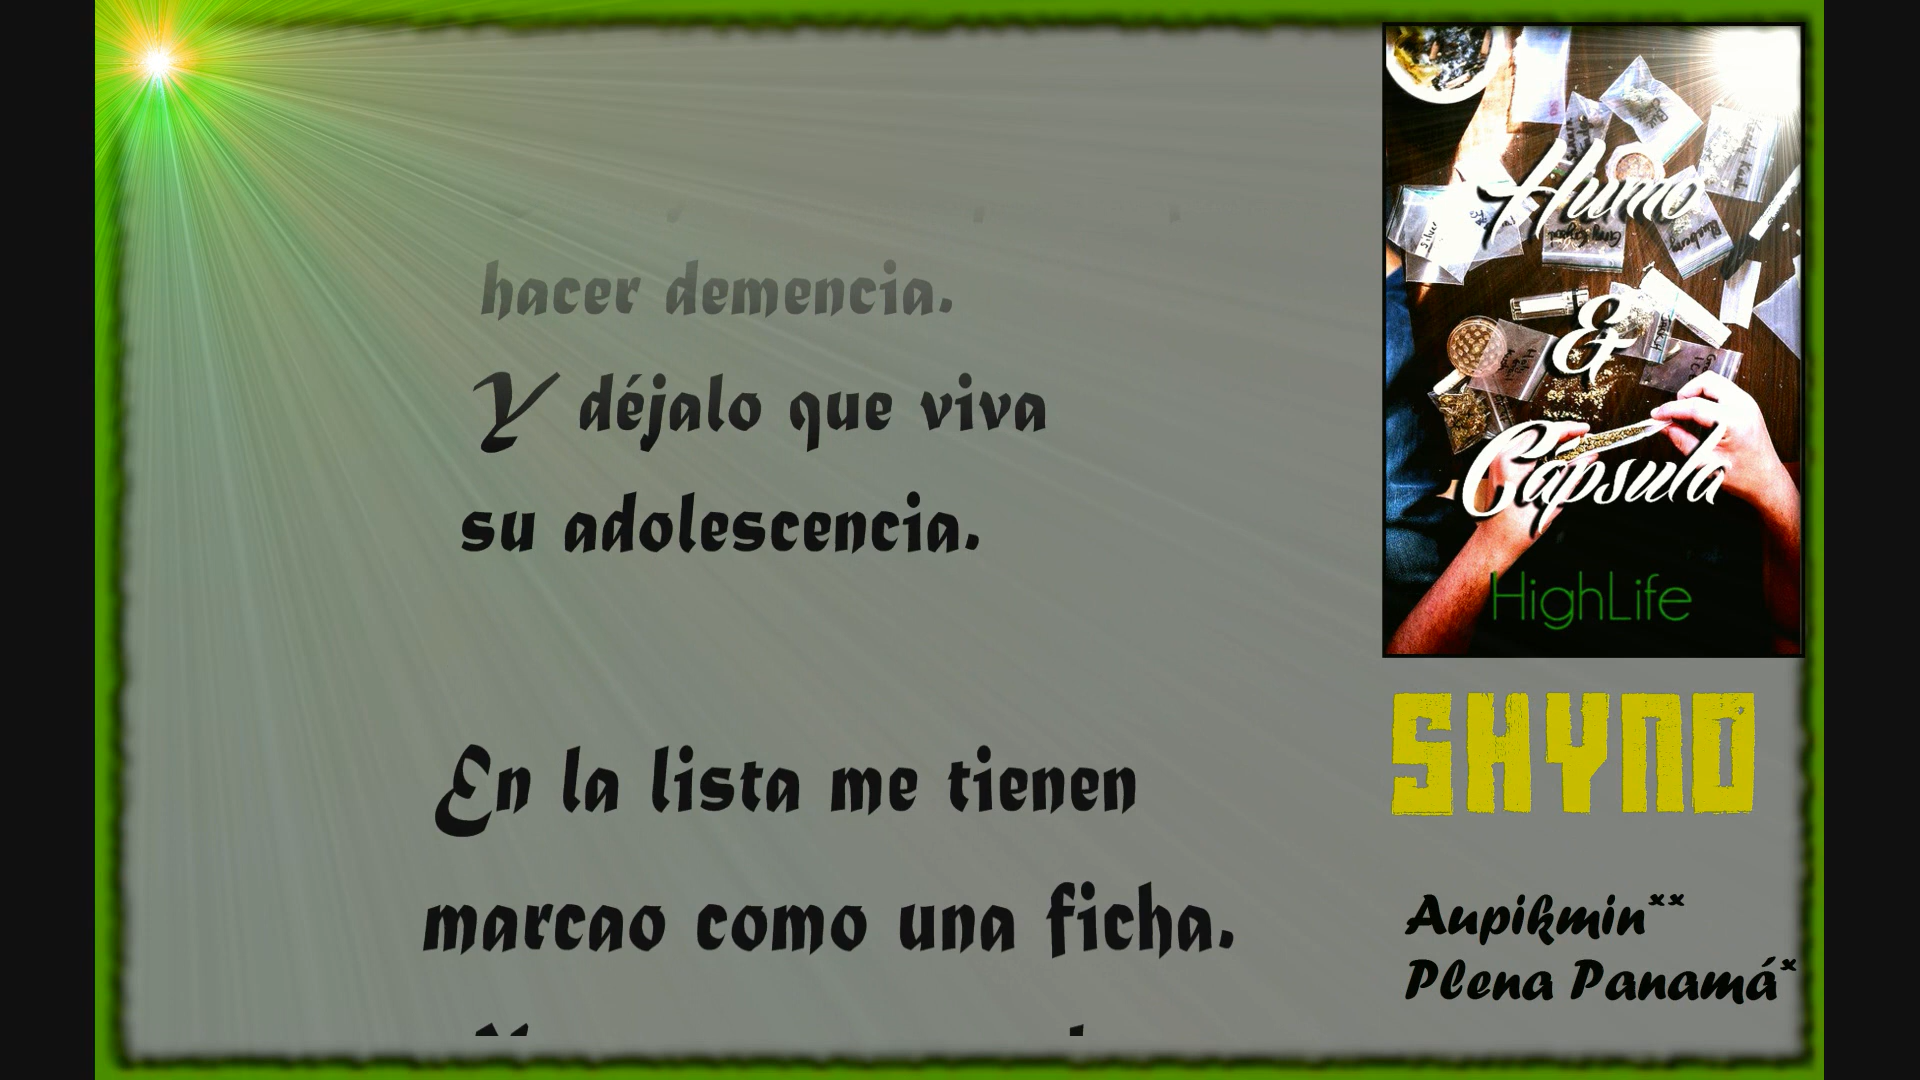 hacer demencia.
Y déjalo que viva
su adolescencia.
En la lista me tienen
marcao como una ficha.
Humo
&
Cápsula
HighLife
SHYNO
Aupikmin**
Plena Panamá*